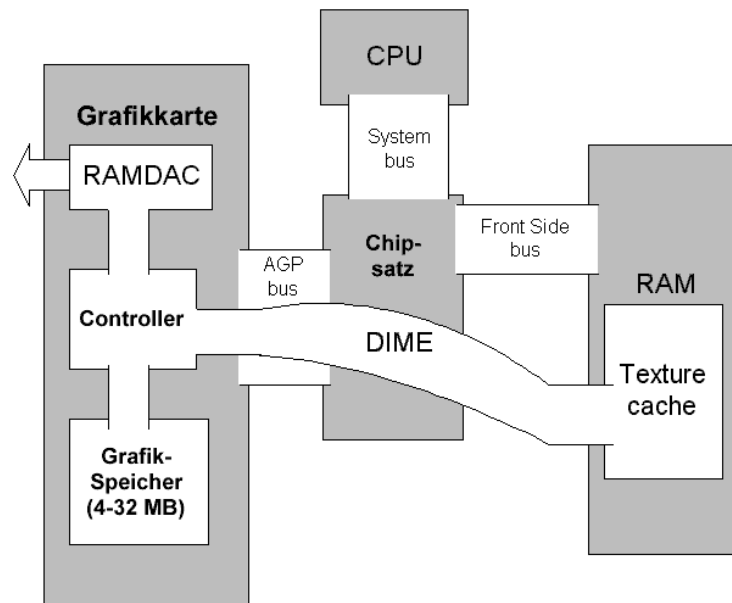 CPU
Grafikkarte
System
bus
RAMDAC
Chip-
satz
Front Side
bus
AGP
bus
RAM
Controller
DIME
Texture
cache
Grafik-
Speicher
(4-32 MB)